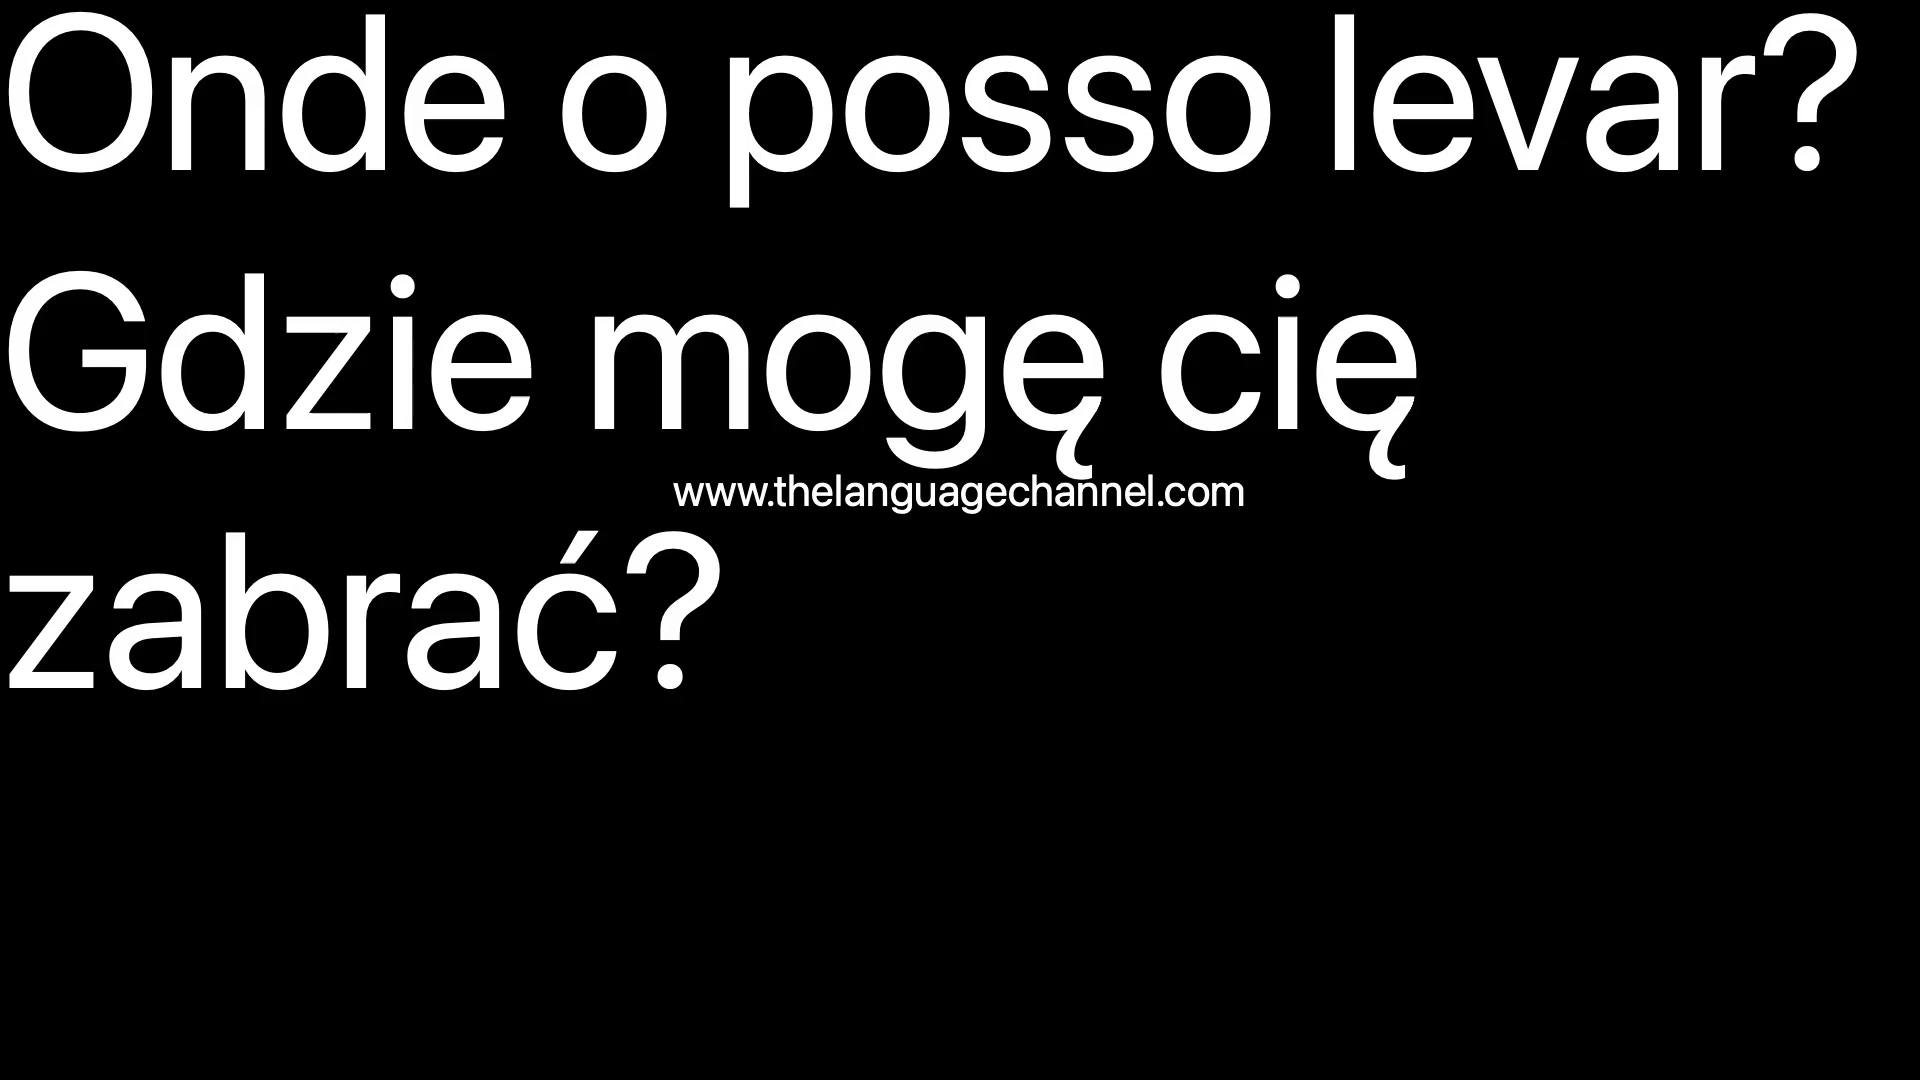 Onde o posso levar?
Gdzie mogę cię
www.thelanguagechannel.com
zabrać?